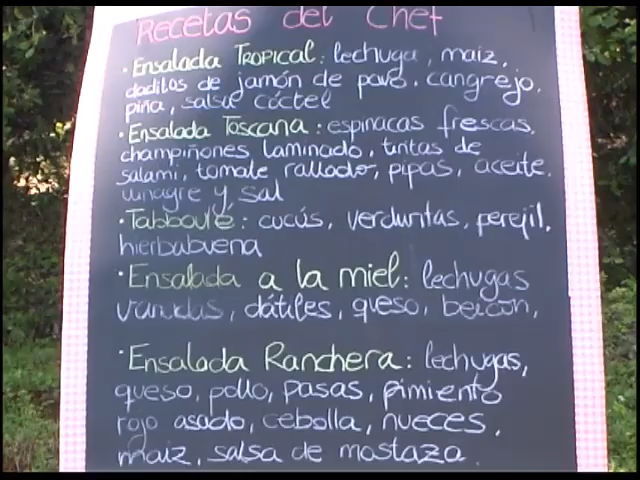 Recetas del Chef
• Ensalada Tropical: lechuga, maiz,
daditos de jamón de pavo, cangrejo,
piña, salsa cóctel
• Ensalada Toscana: espinacas frescas,
champiñones laminado, tintas de
salami, tomate rallado, pipas, aceite,
vinagre y sal
• Tabboulé: cucús, verduritas, perejil,
hierbabuena
• Ensalada a la miel: lechugas
variadas, dátiles, queso, beicon,
• Ensalada Ranchera: lechugas,
queso, pollo, pasas, pimiento
rojo asado, cebolla, nueces,
maiz, salsa de mostaza.